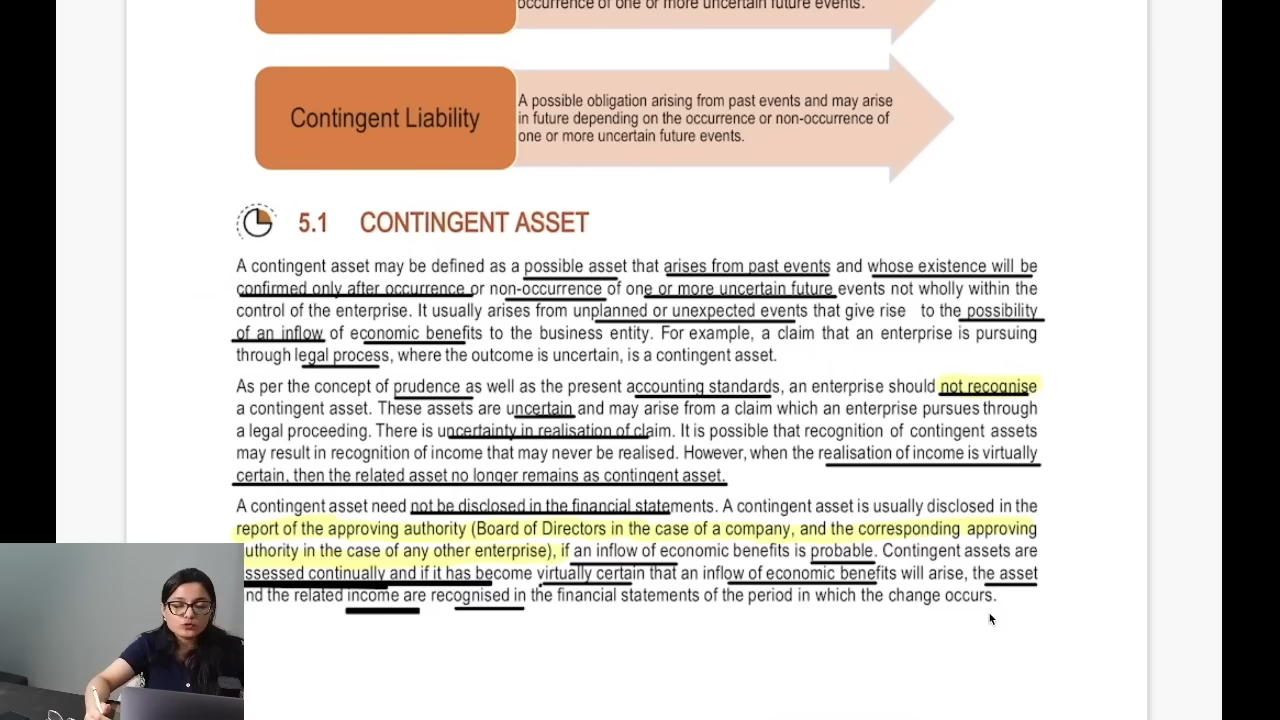 occurrence of one or more uncertain future events.
Contingent Liability
A possible obligation arising from past events and may arise
in future depending on the occurrence or non-occurrence of
one or more uncertain future events.
5.1 CONTINGENT ASSET
A contingent asset may be defined as a possible asset that arises from past events and whose existence will be
confirmed only after occurrence or non-occurrence of one or more uncertain future events not wholly within the
control of the enterprise. It usually arises from unplanned or unexpected events that give rise to the possibility
of an inflow of economic benefits to the business entity. For example, a claim that an enterprise is pursuing
through legal process, where the outcome is uncertain, is a contingent asset.
As per the concept of prudence as well as the present accounting standards, an enterprise should not recognise
a contingent asset. These assets are uncertain and may arise from a claim which an enterprise pursues through
a legal proceeding. There is uncertainty in realisation of claim. It is possible that recognition of contingent assets
may result in recognition of income that may never be realised. However, when the realisation of income is virtually
certain, then the related asset no longer remains as contingent asset.
A contingent asset need not be disclosed in the financial statements. A contingent asset is usually disclosed in the
report of the approving authority (Board of Directors in the case of a company, and the corresponding approving
uthority in the case of any other enterprise), if an inflow of economic benefits is probable. Contingent assets are
ssessed continually and if it has become virtually certain that an inflow of economic benefits will arise, the asset
nd the related income are recognised in the financial statements of the period in which the change occurs.